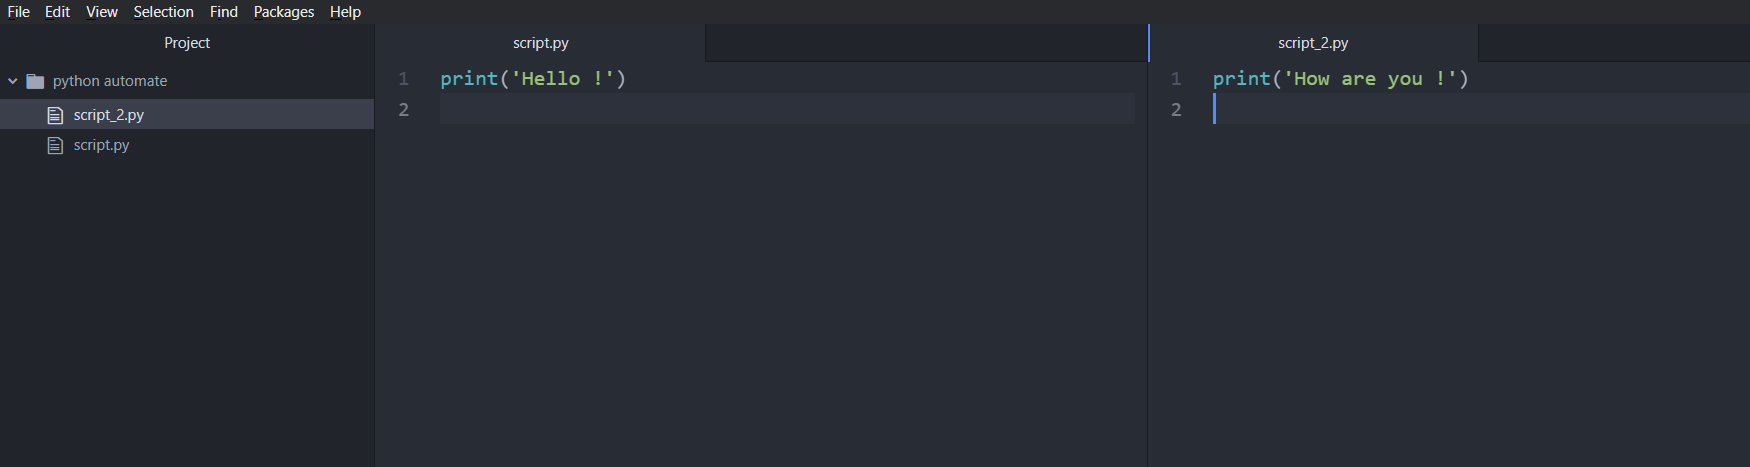 File Edit View Selection Find Packages Help
Project
python automate
script_2.py
script.py
script.py
1 print('Hello !')
2
script_2.py
1 print('How are you !')
2